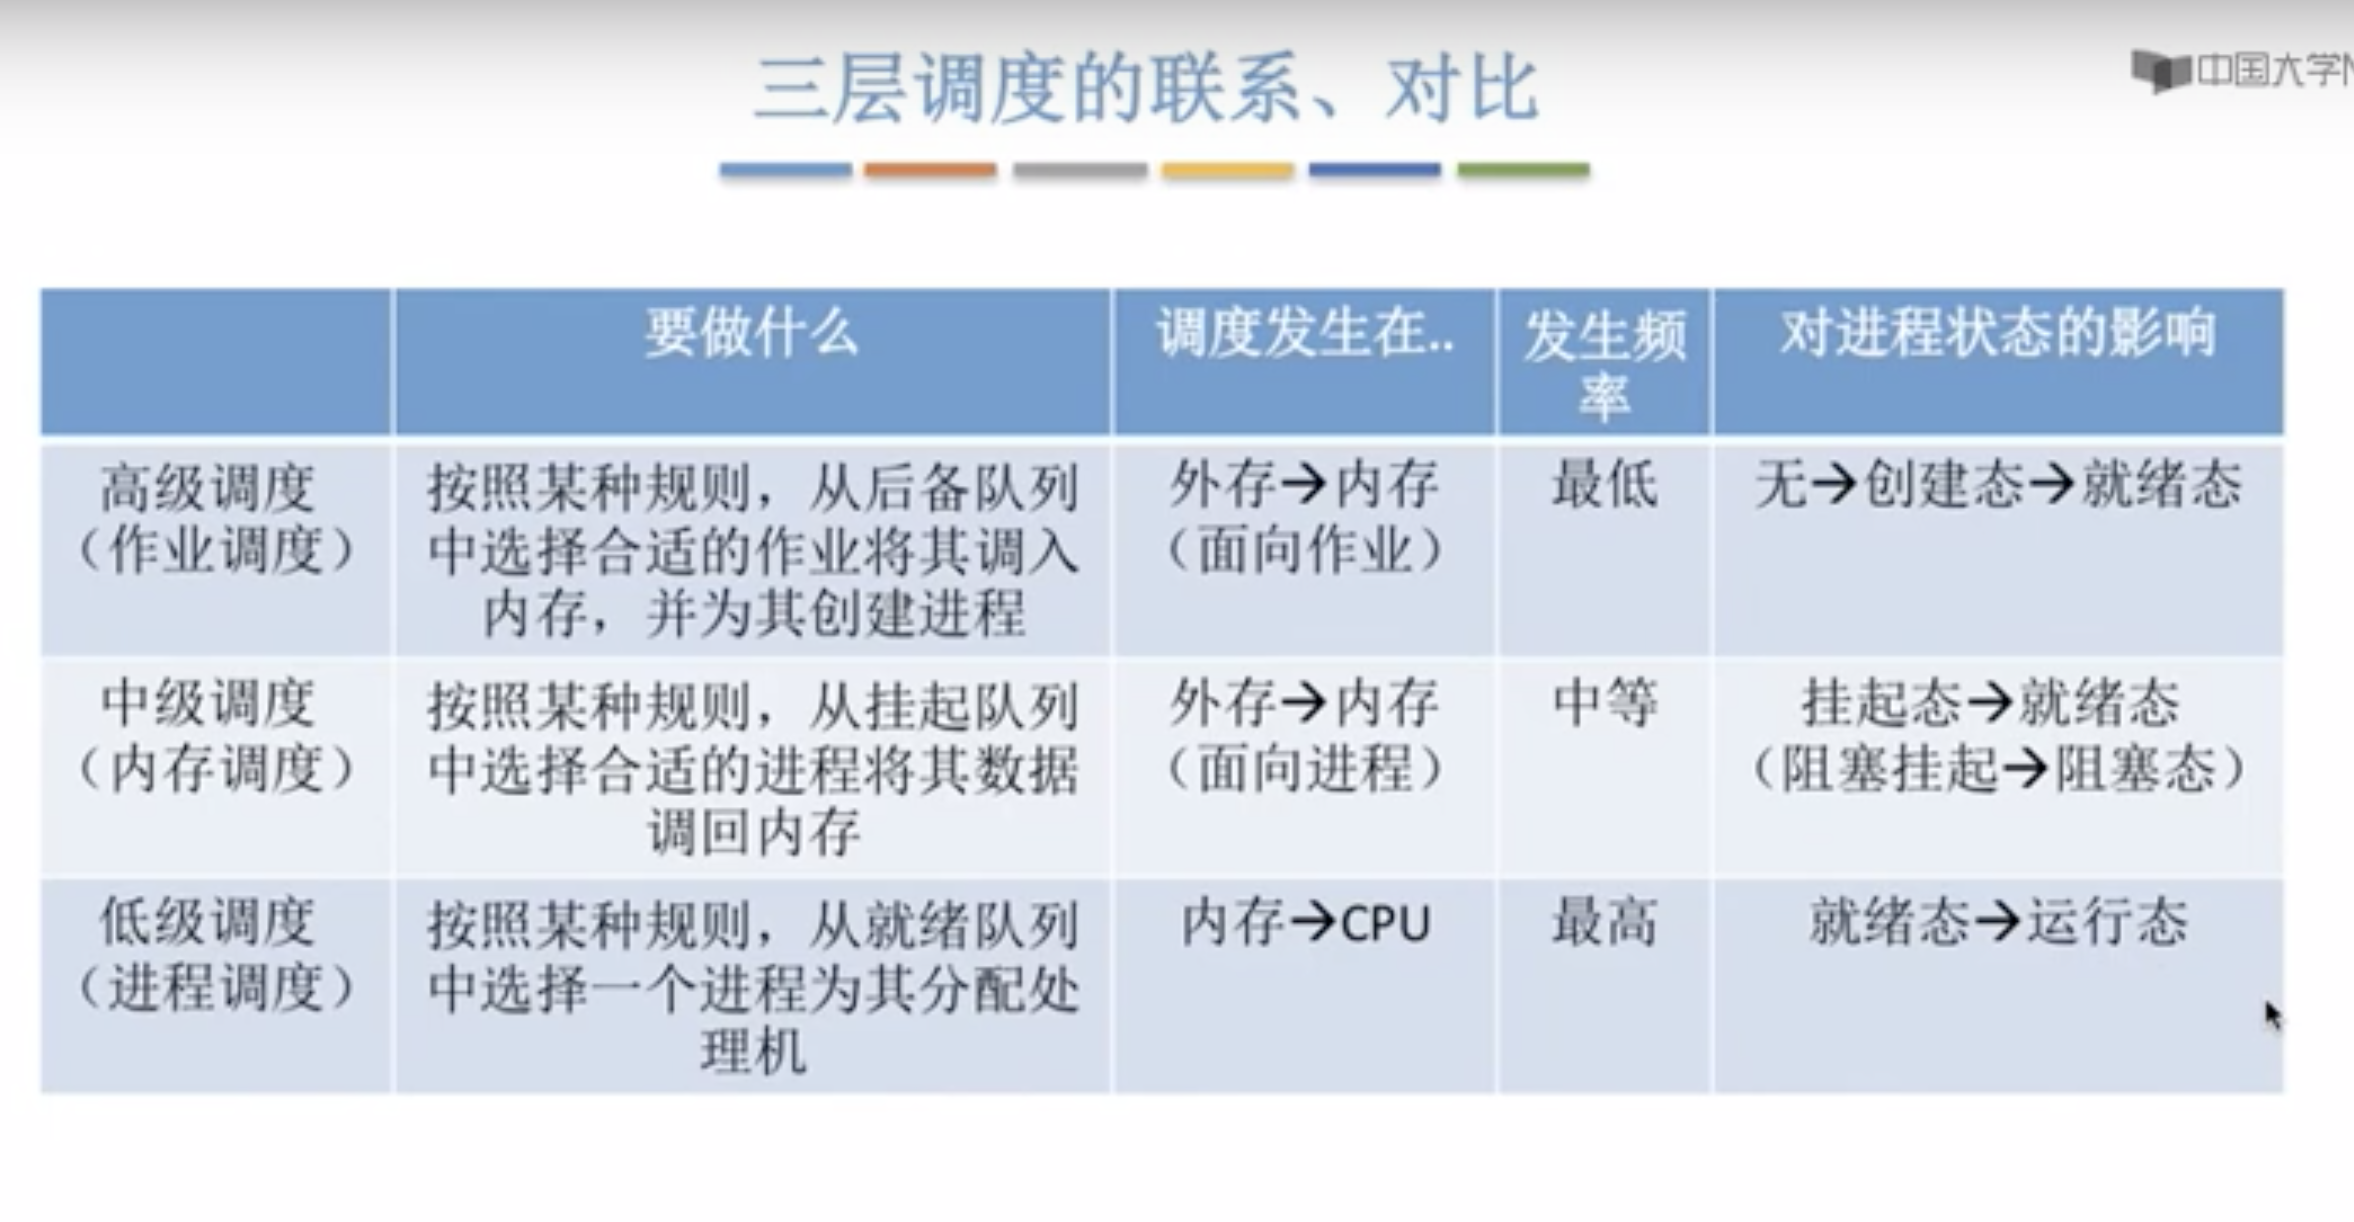 三层调度的联系、对比
中国大学
要做什么
调度发生在..
发生频
率
对进程状态的影响
高级调度
（作业调度）
按照某种规则，从后备队列
中选择合适的作业将其调入
内存，并为其创建进程
外存→内存
（面向作业）
最低
无→创建态→就绪态
中级调度
（内存调度）
按照某种规则，从挂起队列
中选择合适的进程将其数据
调回内存
外存→内存
（面向进程）
中等
挂起态→就绪态
（阻塞挂起→阻塞态）
低级调度
（进程调度）
按照某种规则，从就绪队列
中选择一个进程为其分配处
理机
内存→CPU
最高
就绪态→运行态